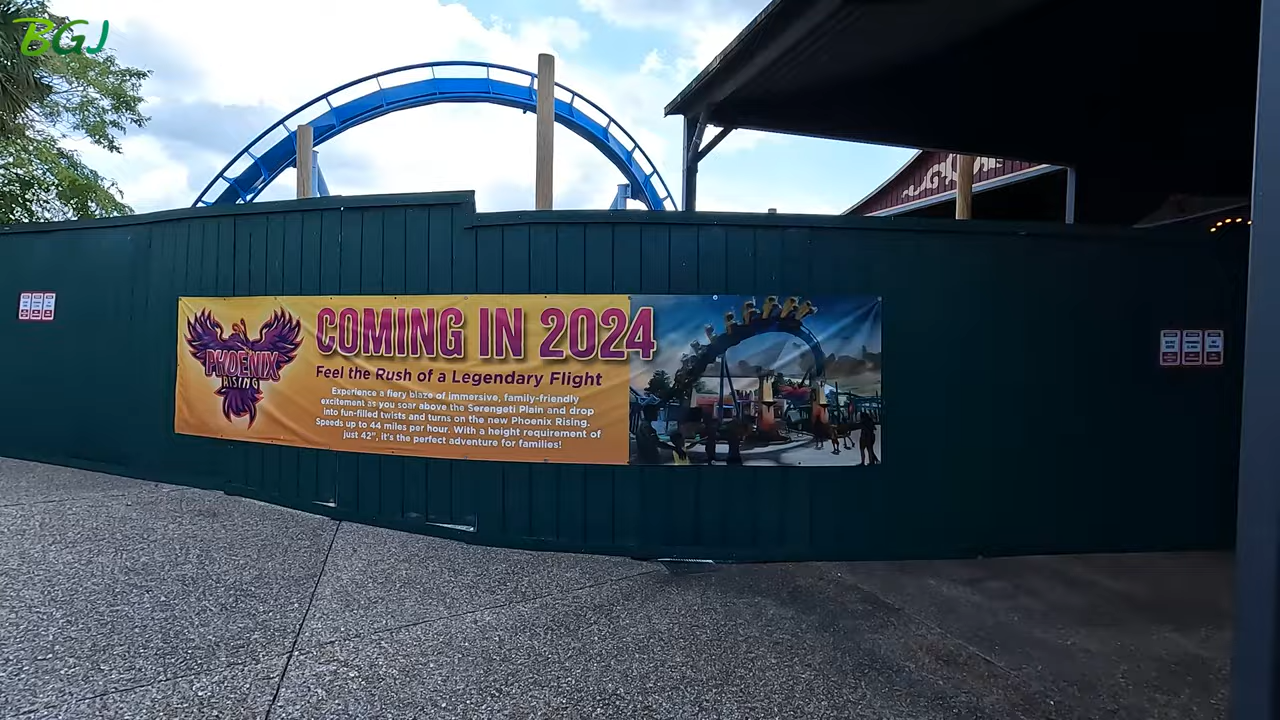 BGJ
COMING IN 2024
PHOENIX
RISING
Feel the Rush of a Legendary Flight
Experience a fiery blaze of immersive, family-friendly
excitement as you soar above the Serengeti Plain and drop
into fun-filled twists and turns on the new Phoenix Rising.
Speeds up to 44 miles per hour. With a height requirement of
just 42", it's the perfect adventure for families!